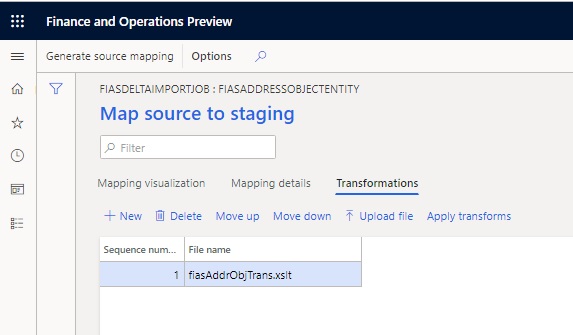 Finance and Operations Preview
Generate source mapping Options
FIASDELTAIMPORTJOB : FIASADDRESSOBJECTENTITY
Map source to staging
Filter
Mapping visualization Mapping details Transformations
New Delete Move up Move down Upload file Apply transforms
Sequence num... File name
1 fiasAddrObjTrans.xslt